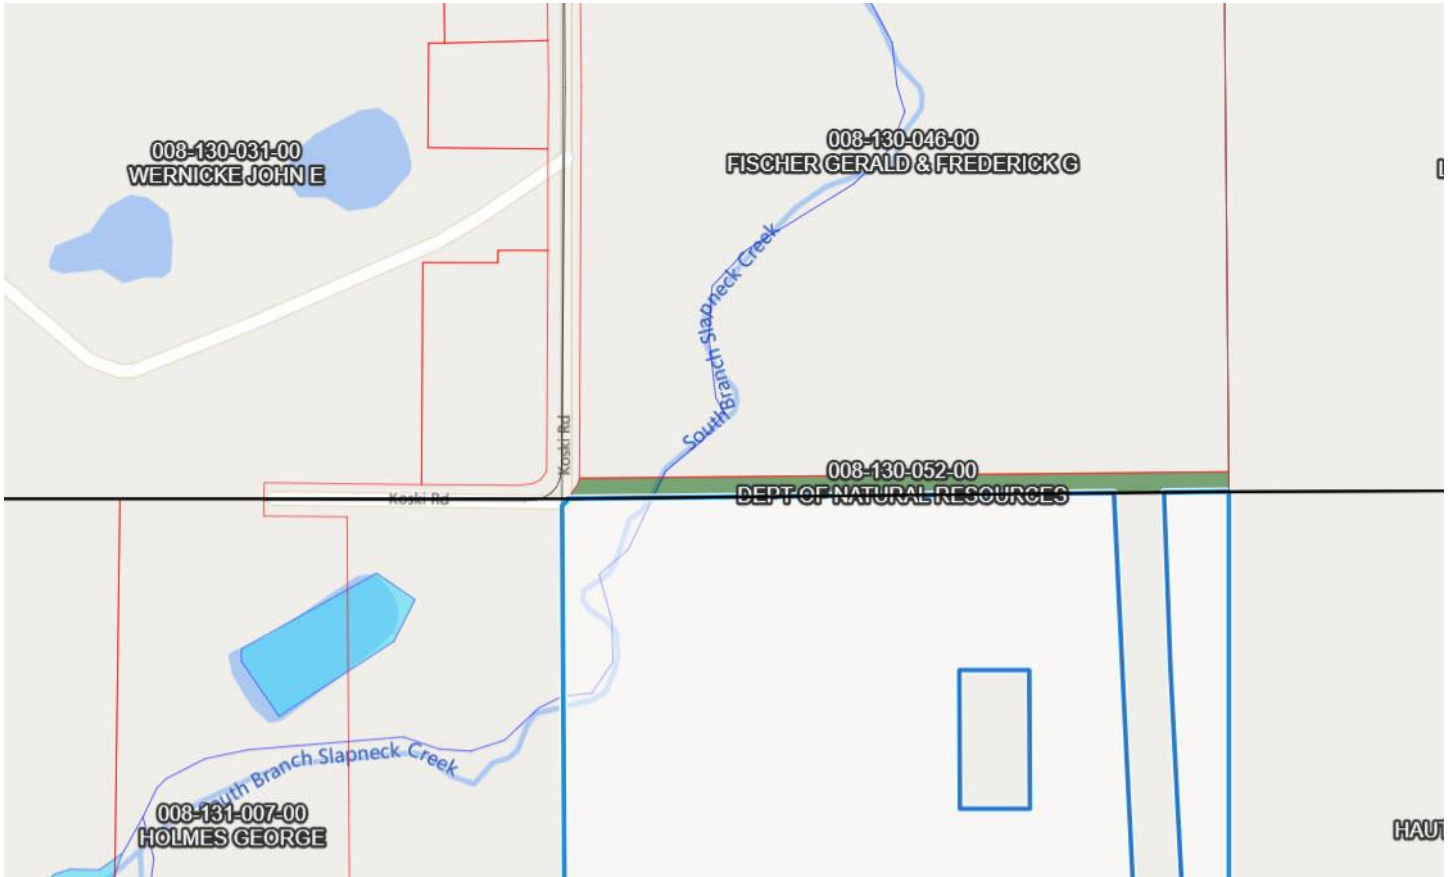 008-130-031-00
WERNICKE JOHN E
008-130-046-00
FISCHER GERALD & FREDERICK G
South Branch Slapneck Creek
Koski Rd
008-130-052-00
DEPT OF NATURAL RESOURCES
Koski Rd
South Branch Slapneck Creek
008-131-007-00
HOLMES GEORGE
HAUT